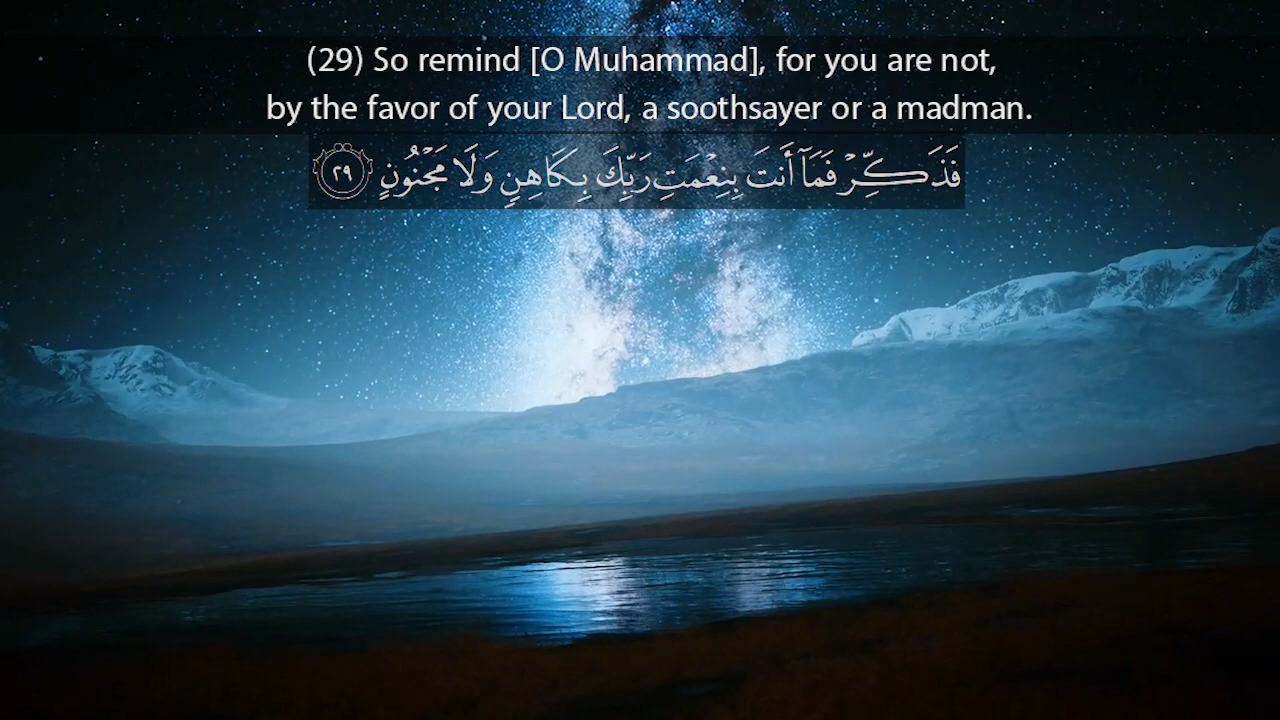 (29) So remind [O Muhammad], for you are not,
by the favor of your Lord, a soothsayer or a madman.
فَذَكِّرْ فَمَآ أَنتَ بِنِعْمَتِ رَبِّكَ بِكَاهِنٍ وَلَا مَجْنُونٍ ٢٩